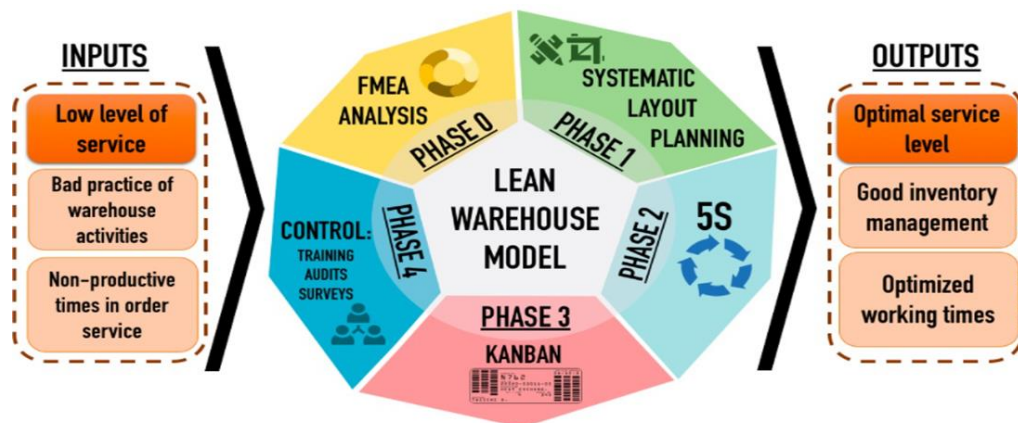 INPUTS
Low level of
service
Bad practice of
warehouse
activities
Non-productive
times in order
service
FMEA
ANALYSIS
PHASE 0
SYSTEMATIC
LAYOUT
PLANNING
PHASE 1
5S
PHASE 2
KANBAN
PHASE 3
CONTROL:
TRAINING
AUDITS
SURVEYS
PHASE 4
LEAN
WAREHOUSE
MODEL
OUTPUTS
Optimal service
level
Good inventory
management
Optimized
working times